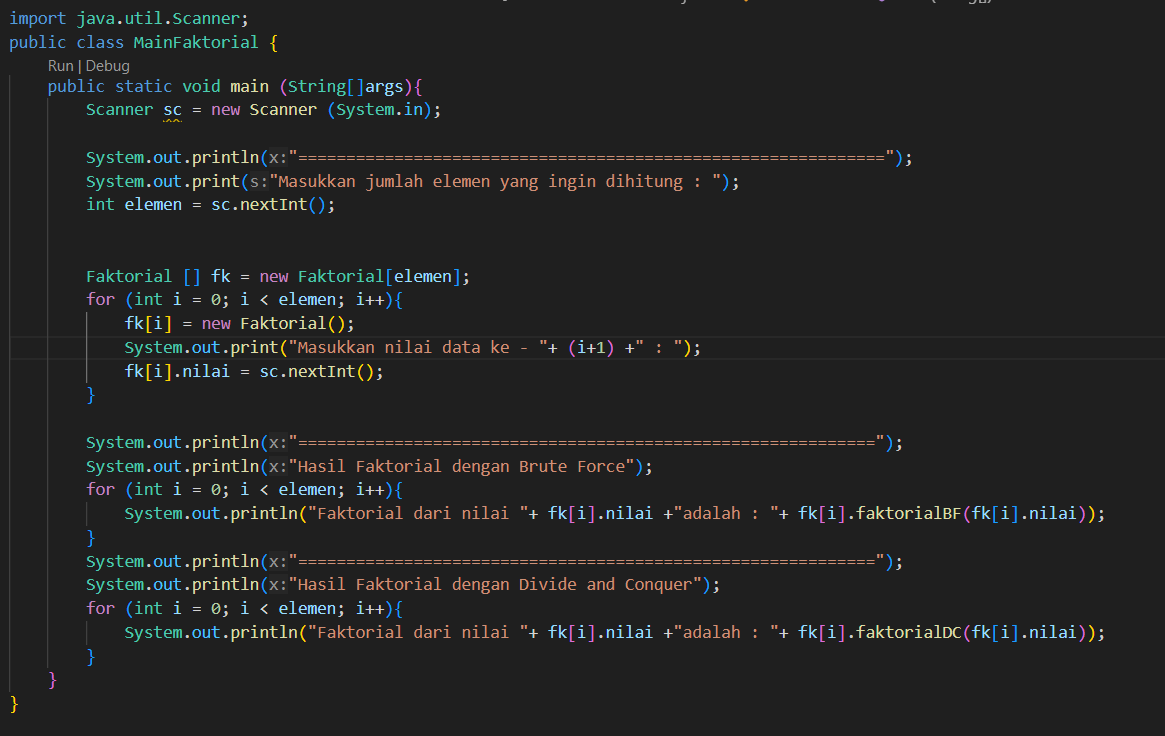 import java.util.Scanner;
public class MainFaktorial {
Run | Debug
public static void main (String[]args){
Scanner sc = new Scanner (System.in);
System.out.println(x:"=============================================================");
System.out.print(s:"Masukkan jumlah elemen yang ingin dihitung : ");
int elemen = sc.nextInt();
Faktorial [] fk = new Faktorial[elemen];
for (int i = 0; i < elemen; i++){
fk[i] = new Faktorial();
System.out.print("Masukkan nilai data ke - "+ (i+1) +" : ");
fk[i].nilai = sc.nextInt();
}
System.out.println(x:"============================================================");
System.out.println(x:"Hasil Faktorial dengan Brute Force");
for (int i = 0; i < elemen; i++){
System.out.println("Faktorial dari nilai "+ fk[i].nilai +"adalah : "+ fk[i].faktorialBF(fk[i].nilai));
}
System.out.println(x:"============================================================");
System.out.println(x:"Hasil Faktorial dengan Divide and Conquer");
for (int i = 0; i < elemen; i++){
System.out.println("Faktorial dari nilai "+ fk[i].nilai +"adalah : "+ fk[i].faktorialDC(fk[i].nilai));
}
}
}